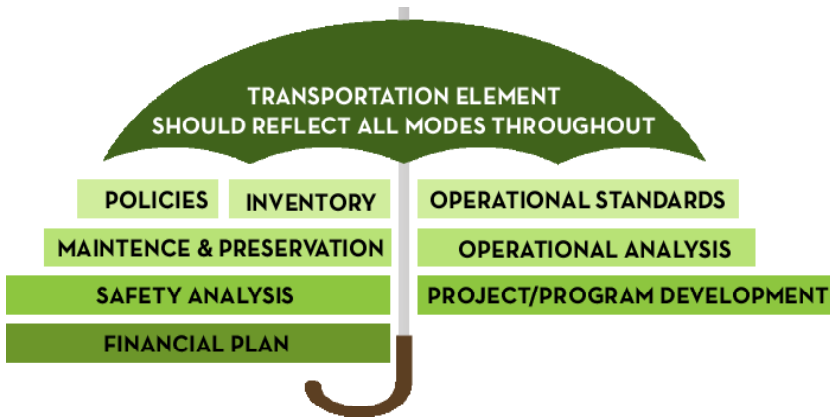 TRANSPORTATION ELEMENT
SHOULD REFLECT ALL MODES THROUGHOUT
POLICIES
INVENTORY
OPERATIONAL STANDARDS
MAINTENCE & PRESERVATION
OPERATIONAL ANALYSIS
SAFETY ANALYSIS
PROJECT/PROGRAM DEVELOPMENT
FINANCIAL PLAN